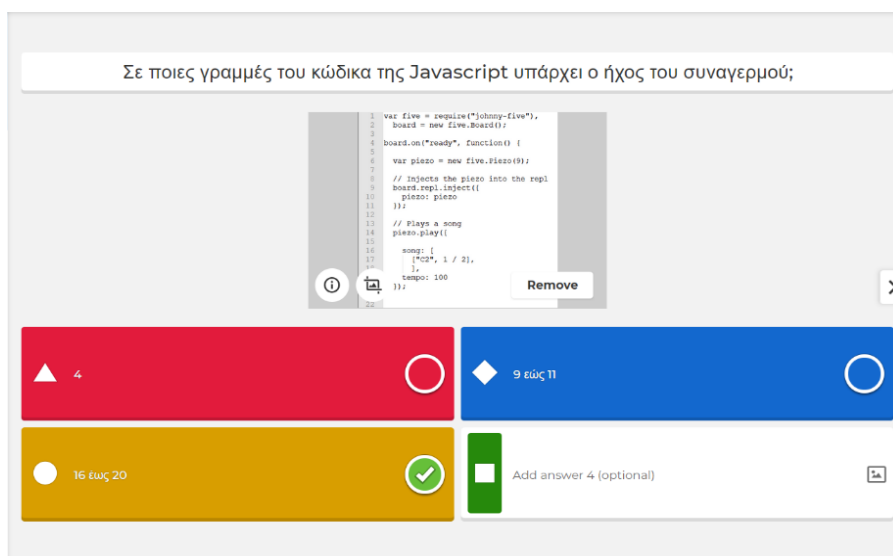 Σε ποιες γραμμές του κώδικα της Javascript υπάρχει ο ήχος του συναγερμού;
1 var five = require("johnny-five"),
2 board = new five.Board();
3
4 board.on("ready", function() {
5
6 var piezo = new five.Piezo(9);
7
8 // Injects the piezo into the repl
9 board.repl.inject({
10 piezo: piezo
11 });
12
13 // Plays a song
14 piezo.play({
15
16 song: [
17 ["C2", 1 / 2],
],
tempo: 100
});
22
Remove
4
9 εώς 11
16 έως 20
Add answer 4 (optional)